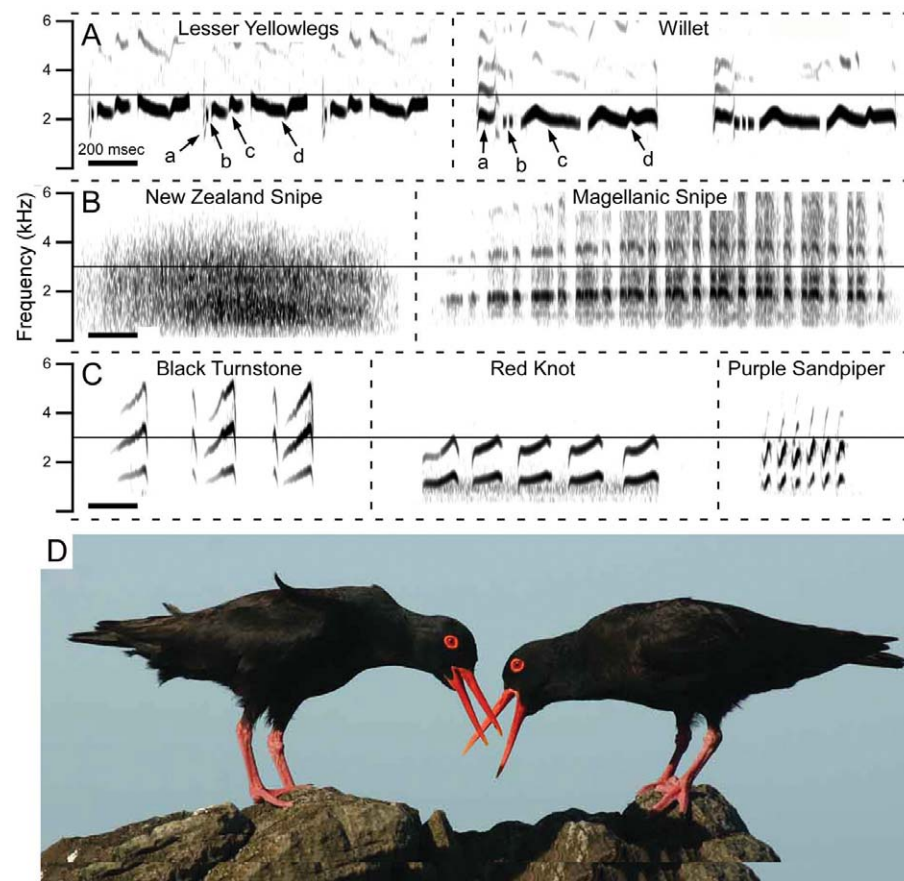 A Lesser Yellowlegs Willet
6
4
2
200 msec
a b c d a b c d
0
Frequency (kHz)
B New Zealand Snipe Magellanic Snipe
6
4
2
C Black Turnstone Red Knot Purple Sandpiper
6
4
2
D